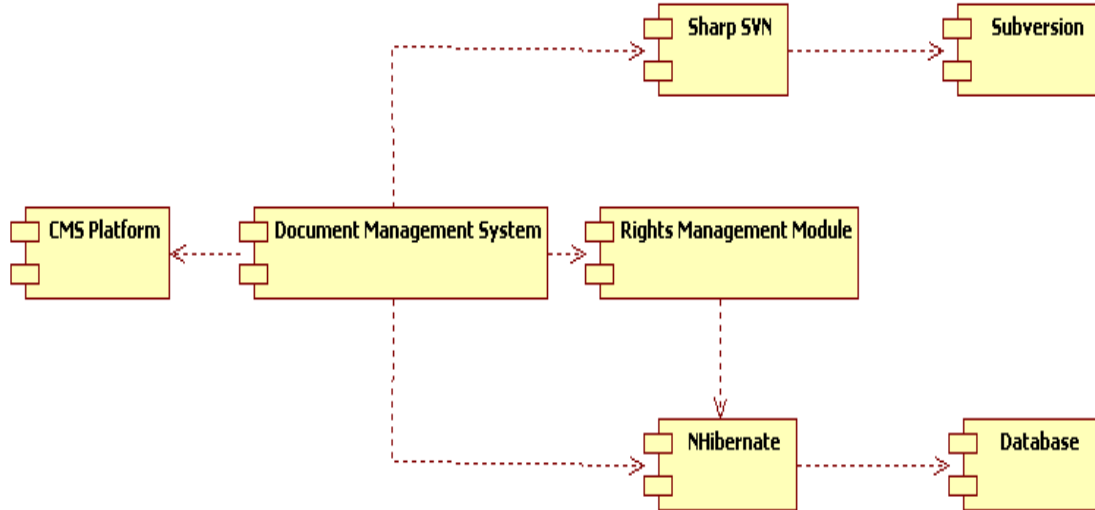 Sharp SVN
Subversion
CMS Platform
Document Management System
Rights Management Module
NHibernate
Database